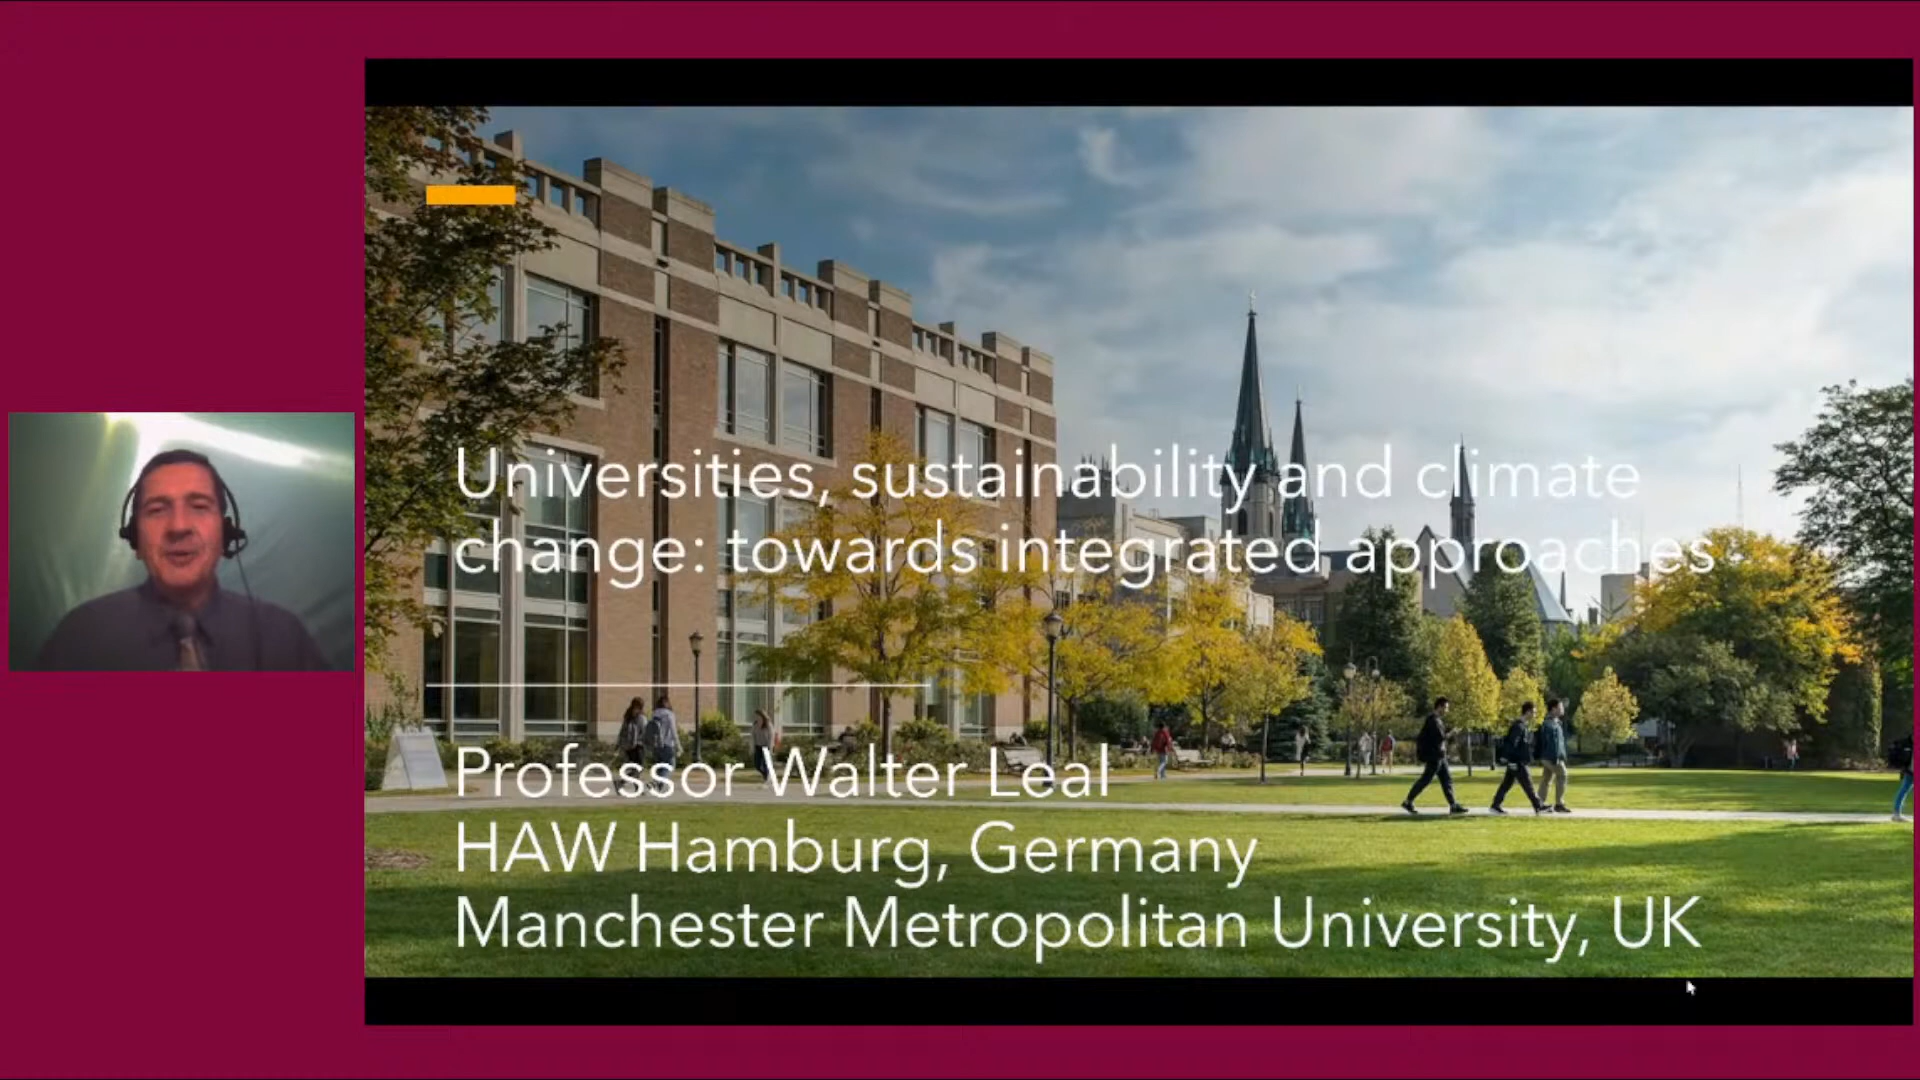 Universities, sustainability and climate
change: towards integrated approaches
Professor Walter Leal
HAW Hamburg, Germany
Manchester Metropolitan University, UK